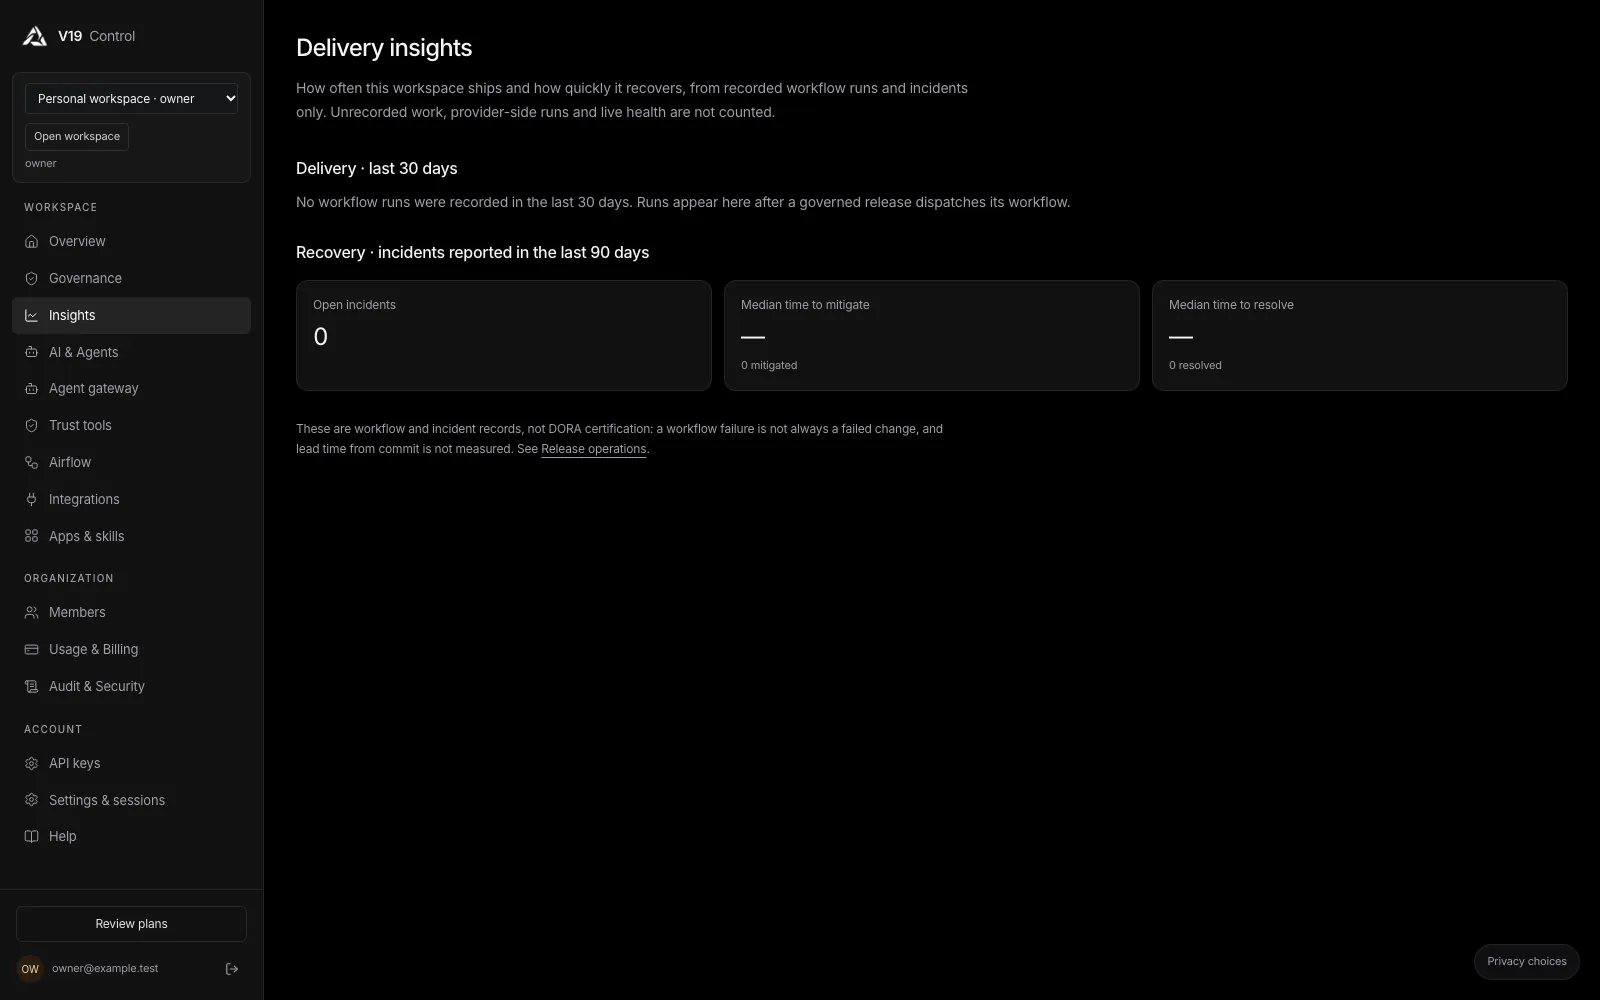 V19 Control
Personal workspace · owner
Open workspace
owner
WORKSPACE
Overview
Governance
Insights
AI & Agents
Agent gateway
Trust tools
Airflow
Integrations
Apps & skills
ORGANIZATION
Members
Usage & Billing
Audit & Security
ACCOUNT
API keys
Settings & sessions
Help
Review plans
OW owner@example.test
Delivery insights
How often this workspace ships and how quickly it recovers, from recorded workflow runs and incidents
only. Unrecorded work, provider-side runs and live health are not counted.
Delivery · last 30 days
No workflow runs were recorded in the last 30 days. Runs appear here after a governed release dispatches its workflow.
Recovery · incidents reported in the last 90 days
Open incidents
0
Median time to mitigate
—
0 mitigated
Median time to resolve
—
0 resolved
These are workflow and incident records, not DORA certification: a workflow failure is not always a failed change, and
lead time from commit is not measured. See Release operations.
Privacy choices